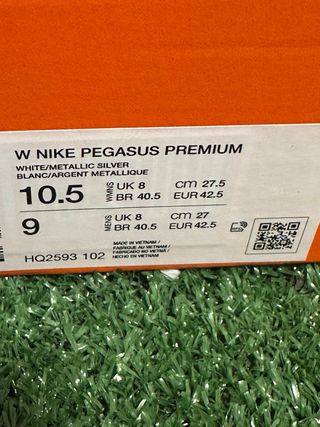 W NIKE PEGASUS PREMIUM
WHITE/METALLIC SILVER
BLANC/ARGENT METALLIQUE
10.5 WMNS UK 8 cm 27.5
BR 40.5 EUR 42.5
9 MENS UK 8 cm 27
BR 40.5 EUR 42.5
MADE IN VIETNAM /
FABRIQUE AU VIETNAM /
FABRICADO NO VIETNÃ /
HECHO EN VIETNAM
HQ2593 102